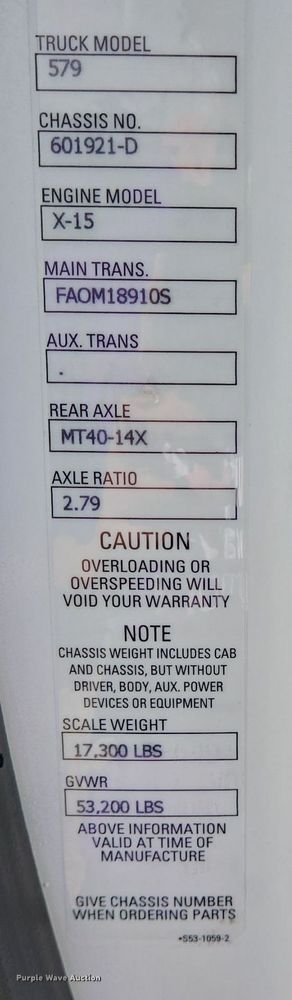 TRUCK MODEL
579
CHASSIS NO.
601921-D
ENGINE MODEL
X-15
MAIN TRANS.
FAOM18910S
AUX. TRANS
.
REAR AXLE
MT40-14X
AXLE RATIO
2.79
CAUTION
OVERLOADING OR
OVERSPEEDING WILL
VOID YOUR WARRANTY
NOTE
CHASSIS WEIGHT INCLUDES CAB
AND CHASSIS, BUT WITHOUT
DRIVER, BODY, AUX. POWER
DEVICES OR EQUIPMENT
SCALE WEIGHT
17,300 LBS
GVWR
53,200 LBS
ABOVE INFORMATION
VALID AT TIME OF
MANUFACTURE
GIVE CHASSIS NUMBER
WHEN ORDERING PARTS
•S53-1059-2
Purple Wave Auction